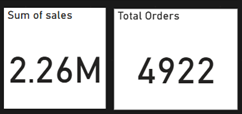 Sum of sales
2.26M
Total Orders
4922